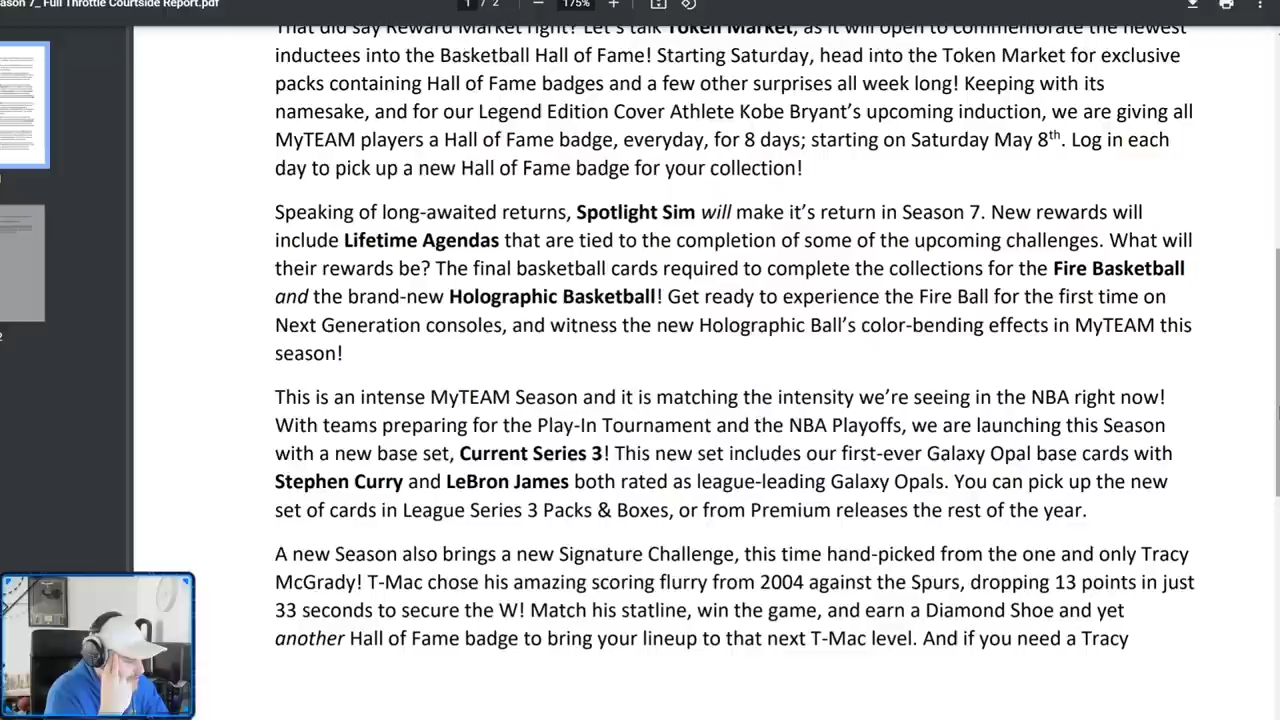 ason 7_ Full Throttle Courtside Report.pdf
1 / 2
175%
That did say Reward Market right? Let's talk Token Market, as it will open to commemorate the newest
inductees into the Basketball Hall of Fame! Starting Saturday, head into the Token Market for exclusive
packs containing Hall of Fame badges and a few other surprises all week long! Keeping with its
namesake, and for our Legend Edition Cover Athlete Kobe Bryant's upcoming induction, we are giving all
MyTEAM players a Hall of Fame badge, everyday, for 8 days; starting on Saturday May 8th. Log in each
day to pick up a new Hall of Fame badge for your collection!
Speaking of long-awaited returns, Spotlight Sim will make it's return in Season 7. New rewards will
include Lifetime Agendas that are tied to the completion of some of the upcoming challenges. What will
their rewards be? The final basketball cards required to complete the collections for the Fire Basketball
and the brand-new Holographic Basketball! Get ready to experience the Fire Ball for the first time on
Next Generation consoles, and witness the new Holographic Ball's color-bending effects in MyTEAM this
season!
This is an intense MyTEAM Season and it is matching the intensity we're seeing in the NBA right now!
With teams preparing for the Play-In Tournament and the NBA Playoffs, we are launching this Season
with a new base set, Current Series 3! This new set includes our first-ever Galaxy Opal base cards with
Stephen Curry and LeBron James both rated as league-leading Galaxy Opals. You can pick up the new
set of cards in League Series 3 Packs & Boxes, or from Premium releases the rest of the year.
A new Season also brings a new Signature Challenge, this time hand-picked from the one and only Tracy
McGrady! T-Mac chose his amazing scoring flurry from 2004 against the Spurs, dropping 13 points in just
33 seconds to secure the W! Match his statline, win the game, and earn a Diamond Shoe and yet
another Hall of Fame badge to bring your lineup to that next T-Mac level. And if you need a Tracy
2